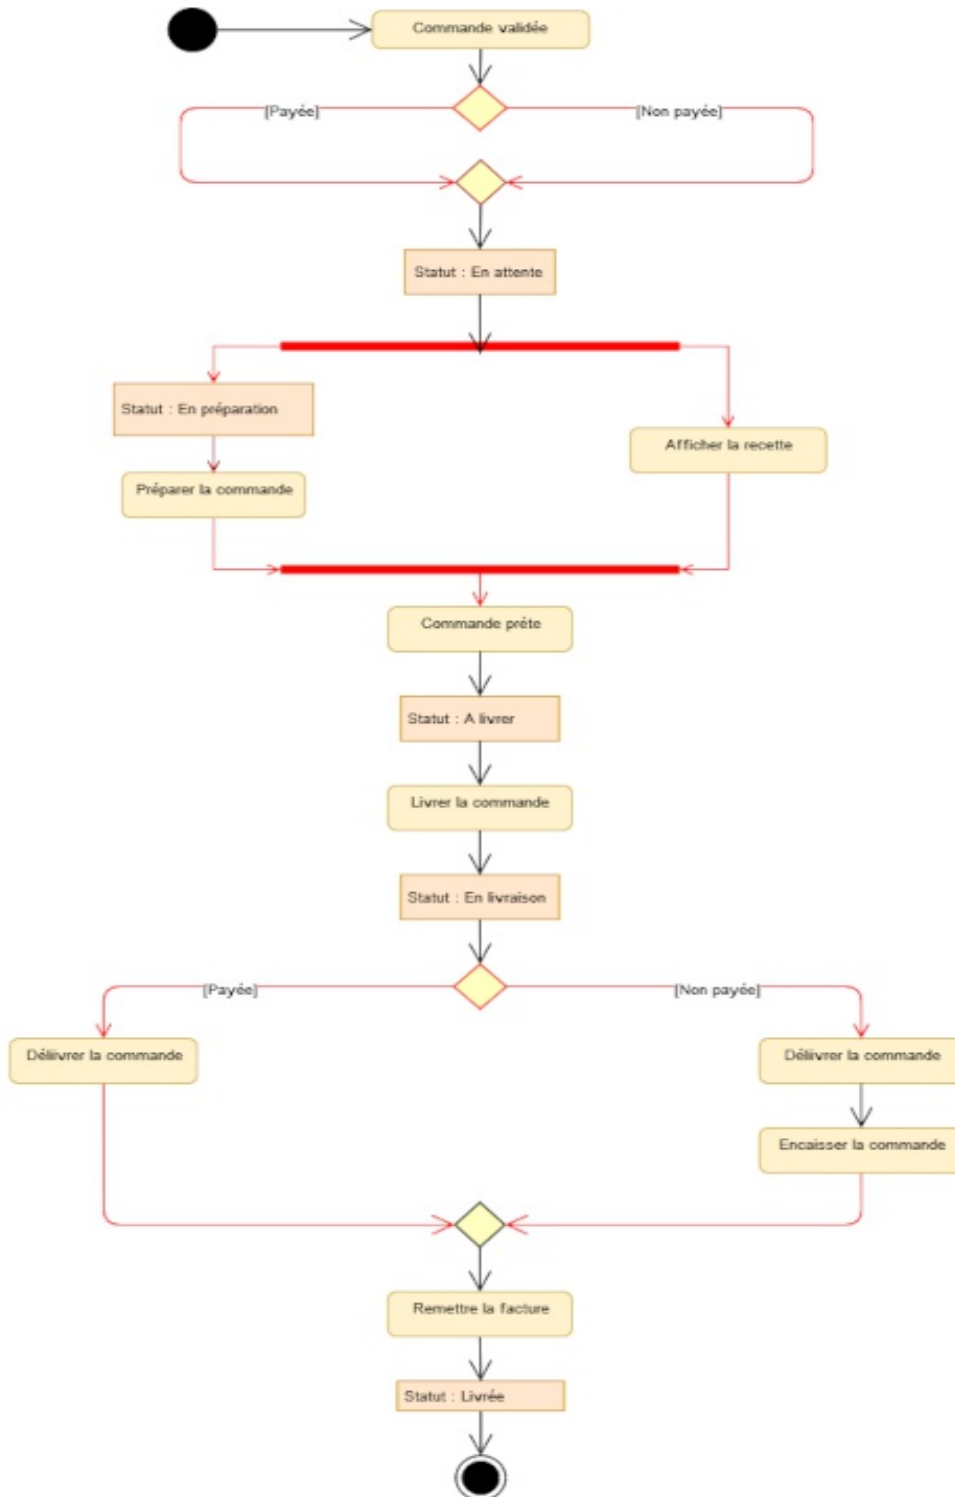 Commande validée
[Payée]
[Non payée]
Statut : En attente
Statut : En préparation
Afficher la recette
Préparer la commande
Commande prête
Statut : A livrer
Livrer la commande
Statut : En livraison
[Payée]
[Non payée]
Déliivrer la commande
Déliivrer la commande
Encaisser la commande
Remettre la facture
Statut : Livrée